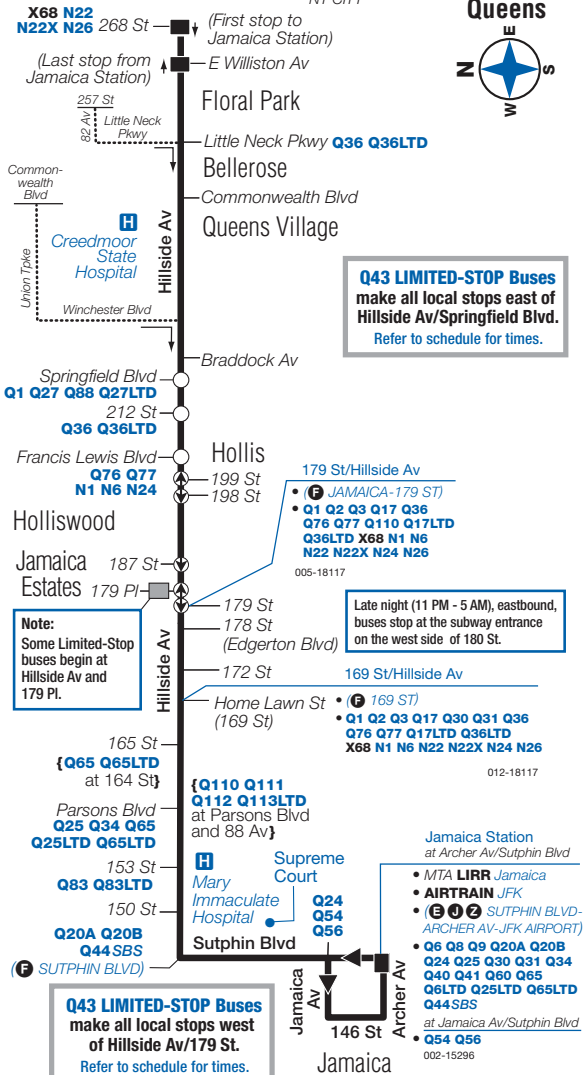 Queens
N
E
S
W
X68 N22
N22X N26
268 St
(First stop to
Jamaica Station)
(Last stop from
Jamaica Station)
E Williston Av
Floral Park
257 St
82 Av
Little Neck
Pkwy
Little Neck Pkwy Q36 Q36LTD
Bellerose
Common-
wealth
Blvd
Commonwealth Blvd
Queens Village
H
Creedmoor
State
Hospital
Hillside Av
Union Tpke
Winchester Blvd
Q43 LIMITED-STOP Buses
make all local stops east of
Hillside Av/Springfield Blvd.
Refer to schedule for times.
Braddock Av
Springfield Blvd
Q1 Q27 Q88 Q27LTD
212 St
Q36 Q36LTD
Francis Lewis Blvd
Q76 Q77
N1 N6 N24
Hollis
199 St
198 St
Holliswood
179 St/Hillside Av
• (F JAMAICA-179 ST)
• Q1 Q2 Q3 Q17 Q36
Q76 Q77 Q110 Q17LTD
Q36LTD X68 N1 N6
N22 N22X N24 N26
005-18117
Jamaica
Estates
187 St
179 Pl
179 St
178 St
(Edgerton Blvd)
Note:
Some Limited-Stop
buses begin at
Hillside Av and
179 Pl.
Late night (11 PM - 5 AM), eastbound,
buses stop at the subway entrance
on the west side of 180 St.
Hillside Av
172 St
Home Lawn St
(169 St)
169 St/Hillside Av
• (F 169 ST)
• Q1 Q2 Q3 Q17 Q30 Q31 Q36
Q76 Q77 Q17LTD Q36LTD
X68 N1 N6 N22 N22X N24 N26
012-18117
165 St
{Q65 Q65LTD
at 164 St}
{Q110 Q111
Q112 Q113LTD
at Parsons Blvd
and 88 Av}
Parsons Blvd
Q25 Q34 Q65
Q25LTD Q65LTD
153 St
Q83 Q83LTD
150 St
Q20A Q20B
Q44SBS
(F SUTPHIN BLVD)
H
Mary
Immaculate
Hospital
Supreme
Court
Q24
Q54
Q56
Sutphin Blvd
Jamaica
Av
146 St
Archer Av
Jamaica
Jamaica Station
at Archer Av/Sutphin Blvd
• MTA LIRR Jamaica
• AIRTRAIN JFK
• (E J Z SUTPHIN BLVD-
ARCHER AV-JFK AIRPORT)
• Q6 Q8 Q9 Q20A Q20B
Q24 Q25 Q30 Q31 Q34
Q40 Q41 Q60 Q65
Q6LTD Q25LTD Q65LTD
Q44SBS
at Jamaica Av/Sutphin Blvd
• Q54 Q56
002-15296
Q43 LIMITED-STOP Buses
make all local stops west
of Hillside Av/179 St.
Refer to schedule for times.